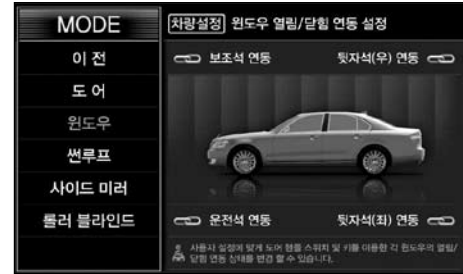 MODE
이 전
도 어
윈도우
썬루프
사이드 미러
롤러 블라인드
차량설정 윈도우 열림/닫힘 연동 설정
보조석 연동 뒷자석(우) 연동
운전석 연동 뒷자석(좌) 연동
사용자 설정에 맞게 도어 핸들 스위치 및 키를 이용한 각 윈도우의 열림/
닫힘 연동 상태를 변경 할 수 있습니다.